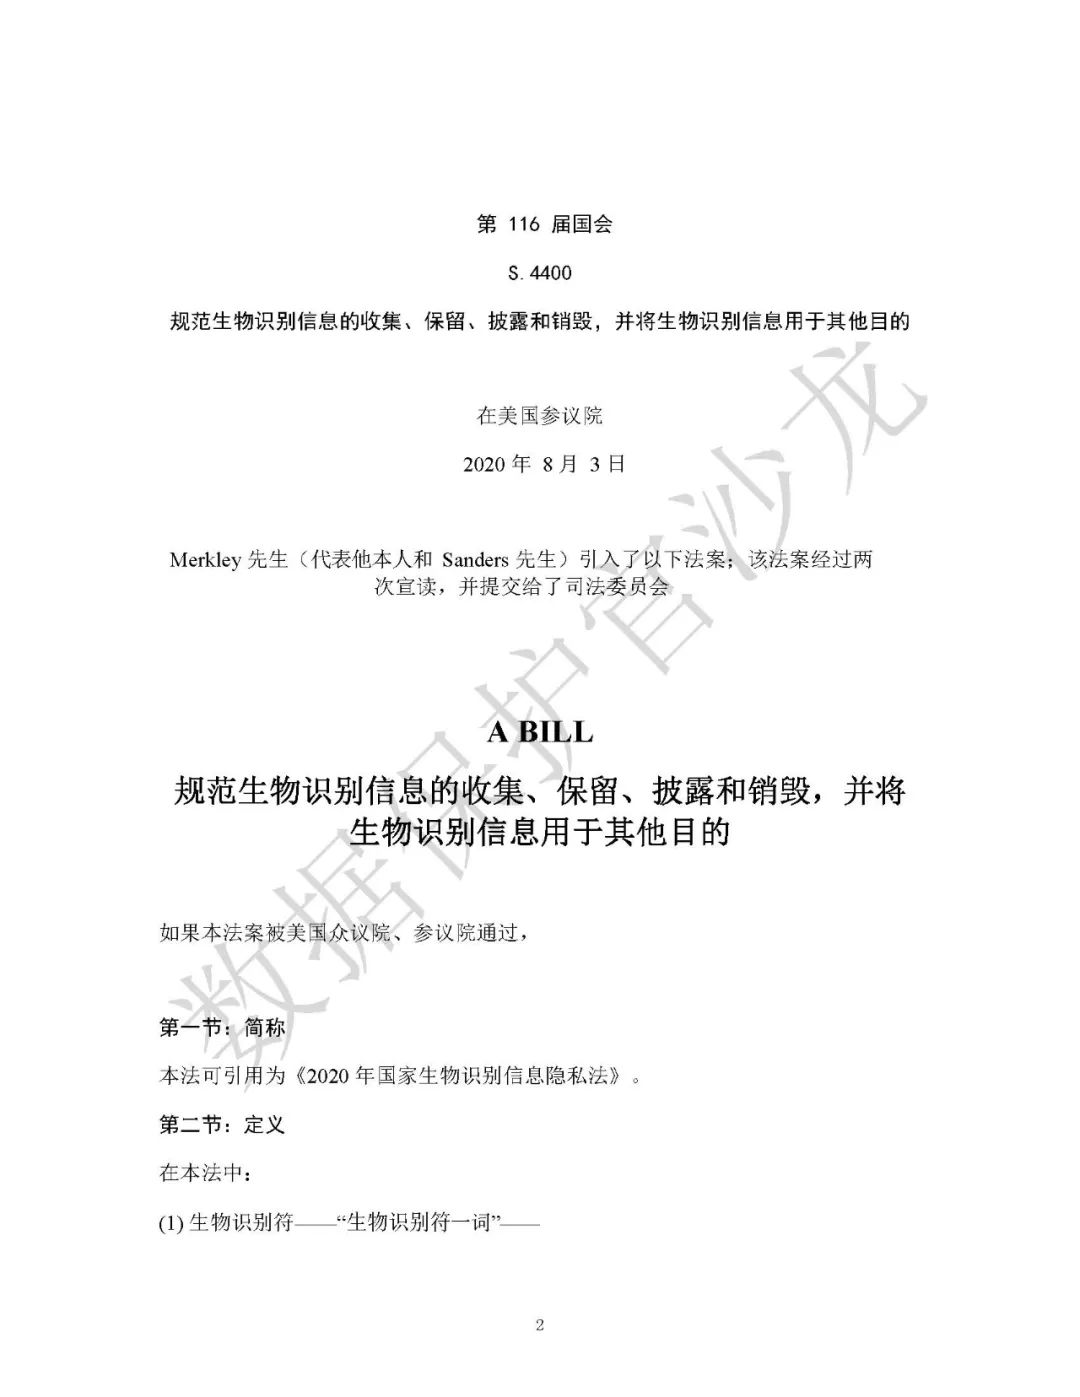 第 116 届国会
S. 4400
规范生物识别信息的收集、保留、披露和销毁，并将生物识别信息用于其他目的
在美国参议院
2020 年 8 月 3 日
Merkley 先生（代表他本人和 Sanders 先生）引入了以下法案；该法案经过两
次宣读，并提交给了司法委员会
A BILL
规范生物识别信息的收集、保留、披露和销毁，并将
生物识别信息用于其他目的
如果本法案被美国众议院、参议院通过，
第一节：简称
本法可引用为《2020 年国家生物识别信息隐私法》。
第二节：定义
在本法中：
(1) 生物识别符——“生物识别符一词”——
2
数据保护官沙龙